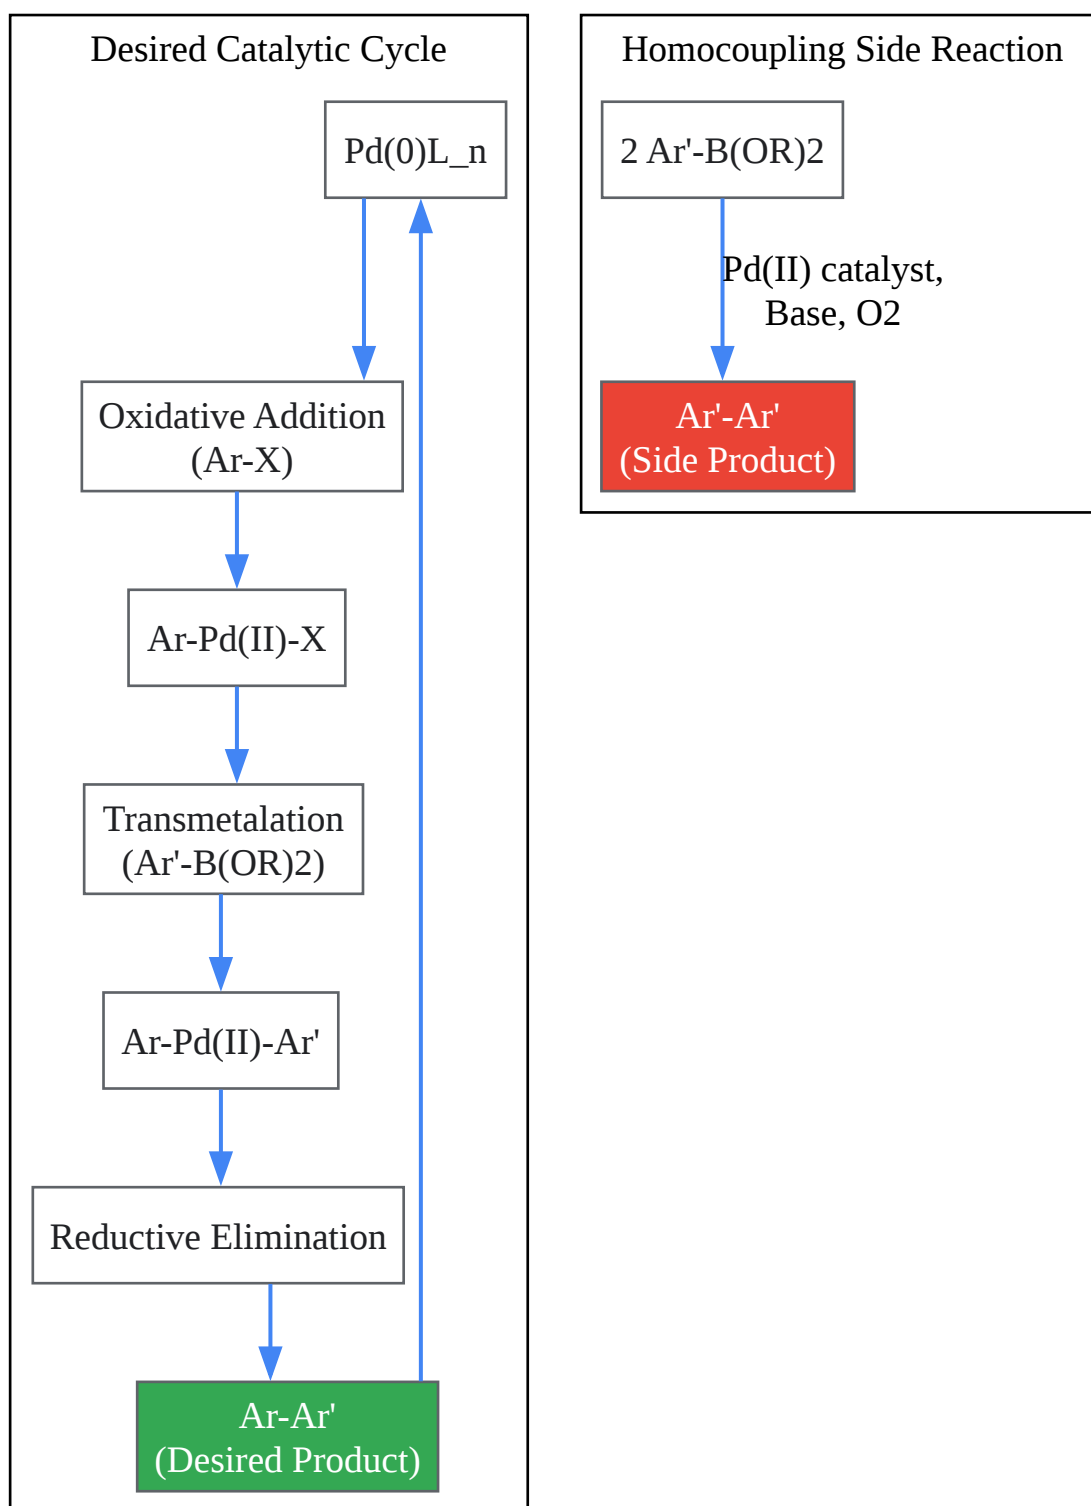 Desired Catalytic Cycle
Pd(0)L_n
Oxidative Addition
(Ar-X)
Ar-Pd(II)-X
Transmetalation
(Ar'-B(OR)2)
Ar-Pd(II)-Ar'
Reductive Elimination
Ar-Ar'
(Desired Product)
Homocoupling Side Reaction
2 Ar'-B(OR)2
Pd(II) catalyst,
Base, O2
Ar'-Ar'
(Side Product)